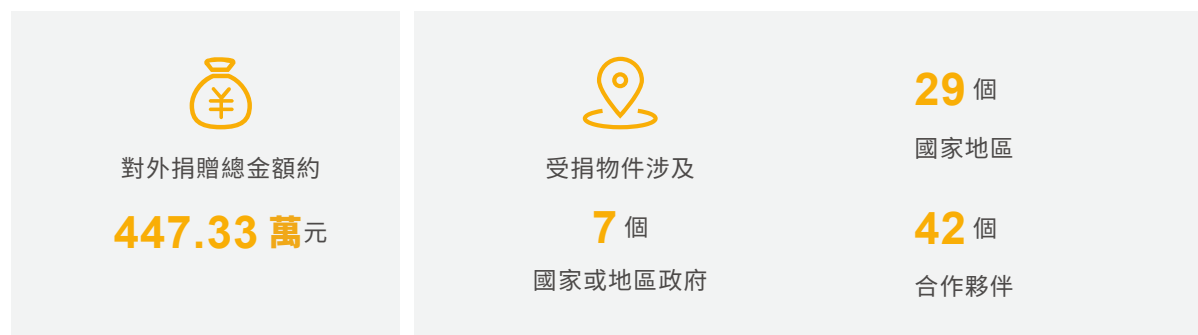 對外捐贈總金額約
447.33 萬元
受捐物件涉及
7 個
國家或地區政府
29 個
國家地區
42 個
合作夥伴